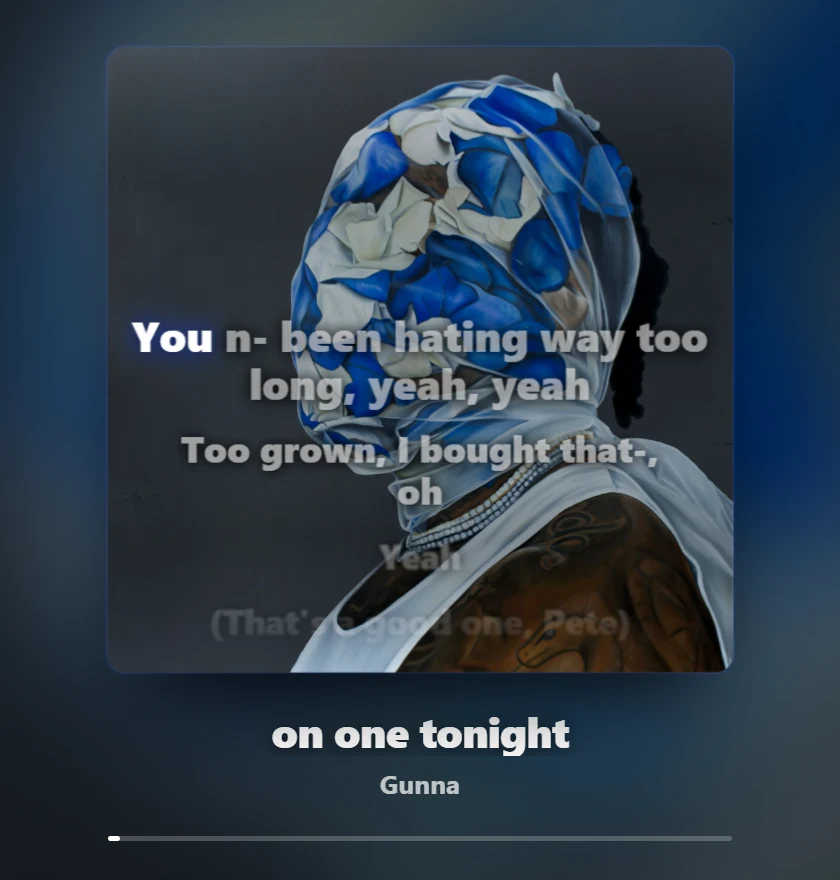 You n- been hating way too
long, yeah, yeah
Too grown, I bought that-,
oh
Yeah
(That's a good one, Pete)
on one tonight
Gunna